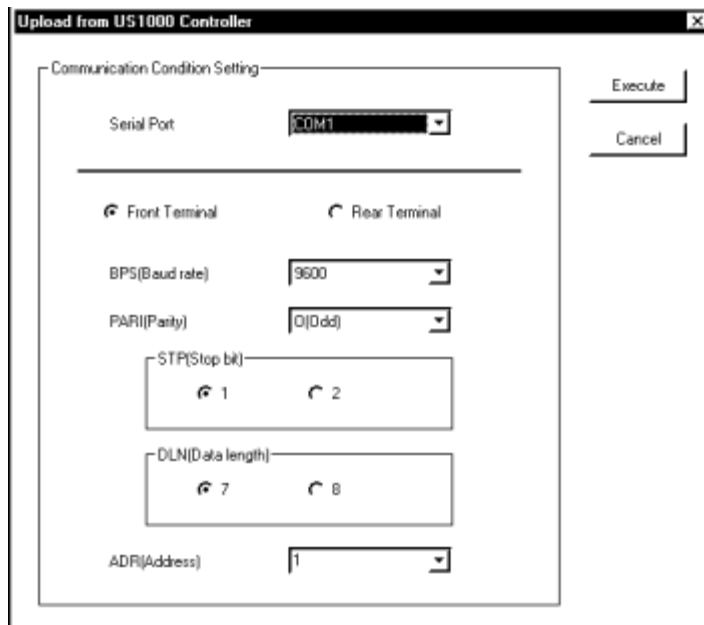 Upload from US1000 Controller
Communication Condition Setting
Execute
Serial Port COM1
Cancel
Front Terminal Rear Terminal
BPS(Baud rate) 9600
PARI(Parity) O(Odd)
STP(Stop bit)
1 2
DLN(Data length)
7 8
ADR(Address) 1